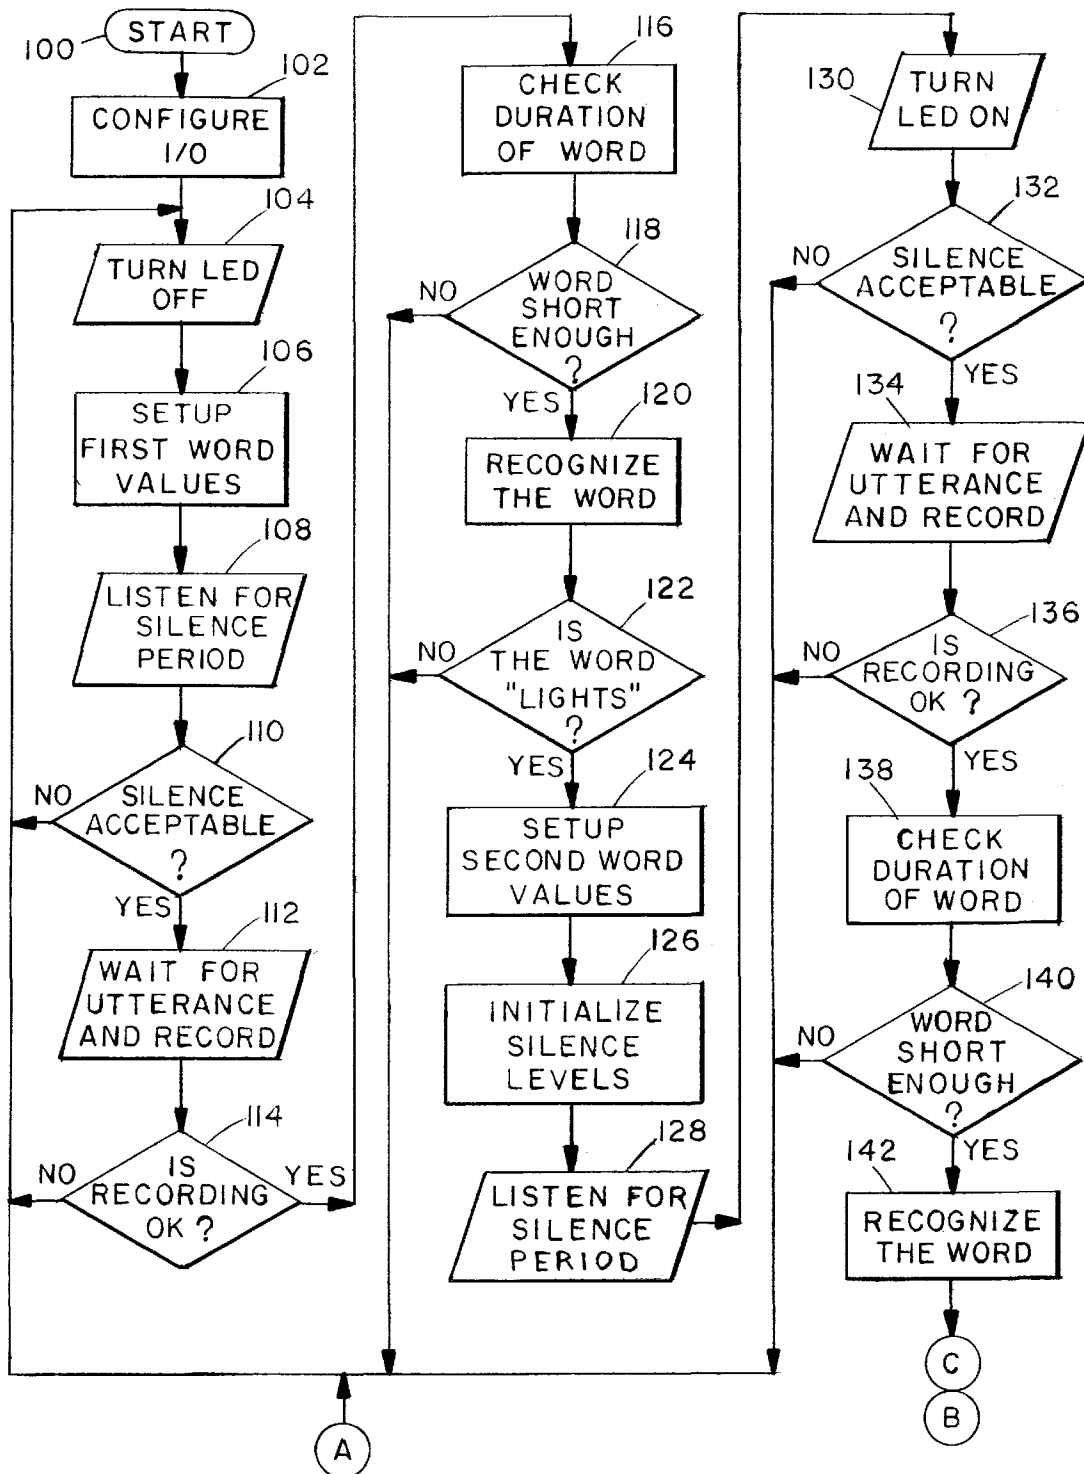 100
START
102
CONFIGURE
I/O
104
TURN LED
OFF
106
SETUP
FIRST WORD
VALUES
108
LISTEN FOR
SILENCE
PERIOD
110
NO
SILENCE
ACCEPTABLE
?
YES
112
WAIT FOR
UTTERANCE
AND RECORD
114
NO
IS
RECORDING
OK ?
YES
116
CHECK
DURATION
OF WORD
118
NO
WORD
SHORT
ENOUGH
?
YES
120
RECOGNIZE
THE WORD
122
NO
IS
THE WORD
"LIGHTS"
?
YES
124
SETUP
SECOND WORD
VALUES
126
INITIALIZE
SILENCE
LEVELS
128
LISTEN FOR
SILENCE
PERIOD
130
TURN
LED ON
132
NO
SILENCE
ACCEPTABLE
?
YES
134
WAIT FOR
UTTERANCE
AND RECORD
136
NO
IS
RECORDING
OK ?
YES
138
CHECK
DURATION
OF WORD
140
NO
WORD
SHORT
ENOUGH
?
YES
142
RECOGNIZE
THE WORD
C
B
A